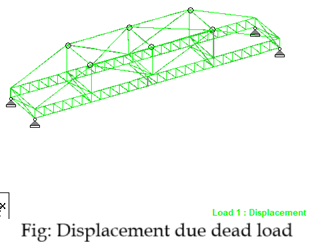 x
Load 1 : Displacement
Fig: Displacement due dead load